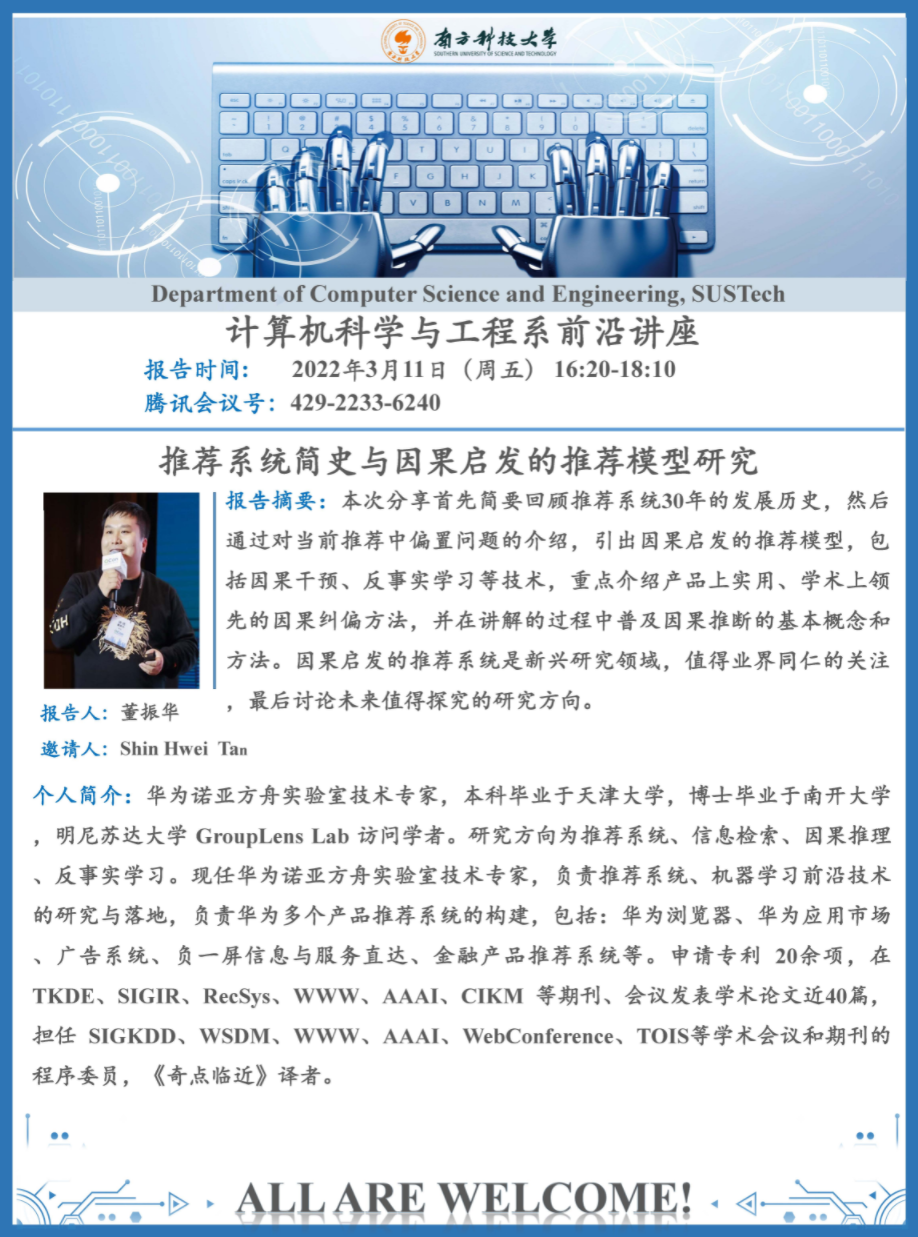 南方科技大学
SOUTHERN UNIVERSITY OF SCIENCE AND TECHNOLOGY
Department of Computer Science and Engineering, SUSTech
计算机科学与工程系前沿讲座
报告时间: 2022年3月11日（周五） 16:20-18:10
腾讯会议号：429-2233-6240
推荐系统简史与因果启发的推荐模型研究
报告摘要：本次分享首先简要回顾推荐系统30年的发展历史，然后
通过对当前推荐中偏置问题的介绍，引出因果启发的推荐模型，包
括因果干预、反事实学习等技术，重点介绍产品上实用、学术上领
先的因果纠偏方法，并在讲解的过程中普及因果推断的基本概念和
方法。因果启发的推荐系统是新兴研究领域，值得业界同仁的关注
，最后讨论未来值得探究的研究方向。
报告人：董振华
邀请人：Shin Hwei Tan
个人简介：华为诺亚方舟实验室技术专家，本科毕业于天津大学，博士毕业于南开大学
，明尼苏达大学 GroupLens Lab 访问学者。研究方向为推荐系统、信息检索、因果推理
、反事实学习。现任华为诺亚方舟实验室技术专家，负责推荐系统、机器学习前沿技术
的研究与落地，负责华为多个产品推荐系统的构建，包括：华为浏览器、华为应用市场
、广告系统、负一屏信息与服务直达、金融产品推荐系统等。申请专利 20余项，在
TKDE、SIGIR、RecSys、WWW、AAAI、CIKM 等期刊、会议发表学术论文近40篇，
担任 SIGKDD、WSDM、WWW、AAAI、WebConference、TOIS等学术会议和期刊的
程序委员，《奇点临近》译者。
ALL ARE WELCOME!